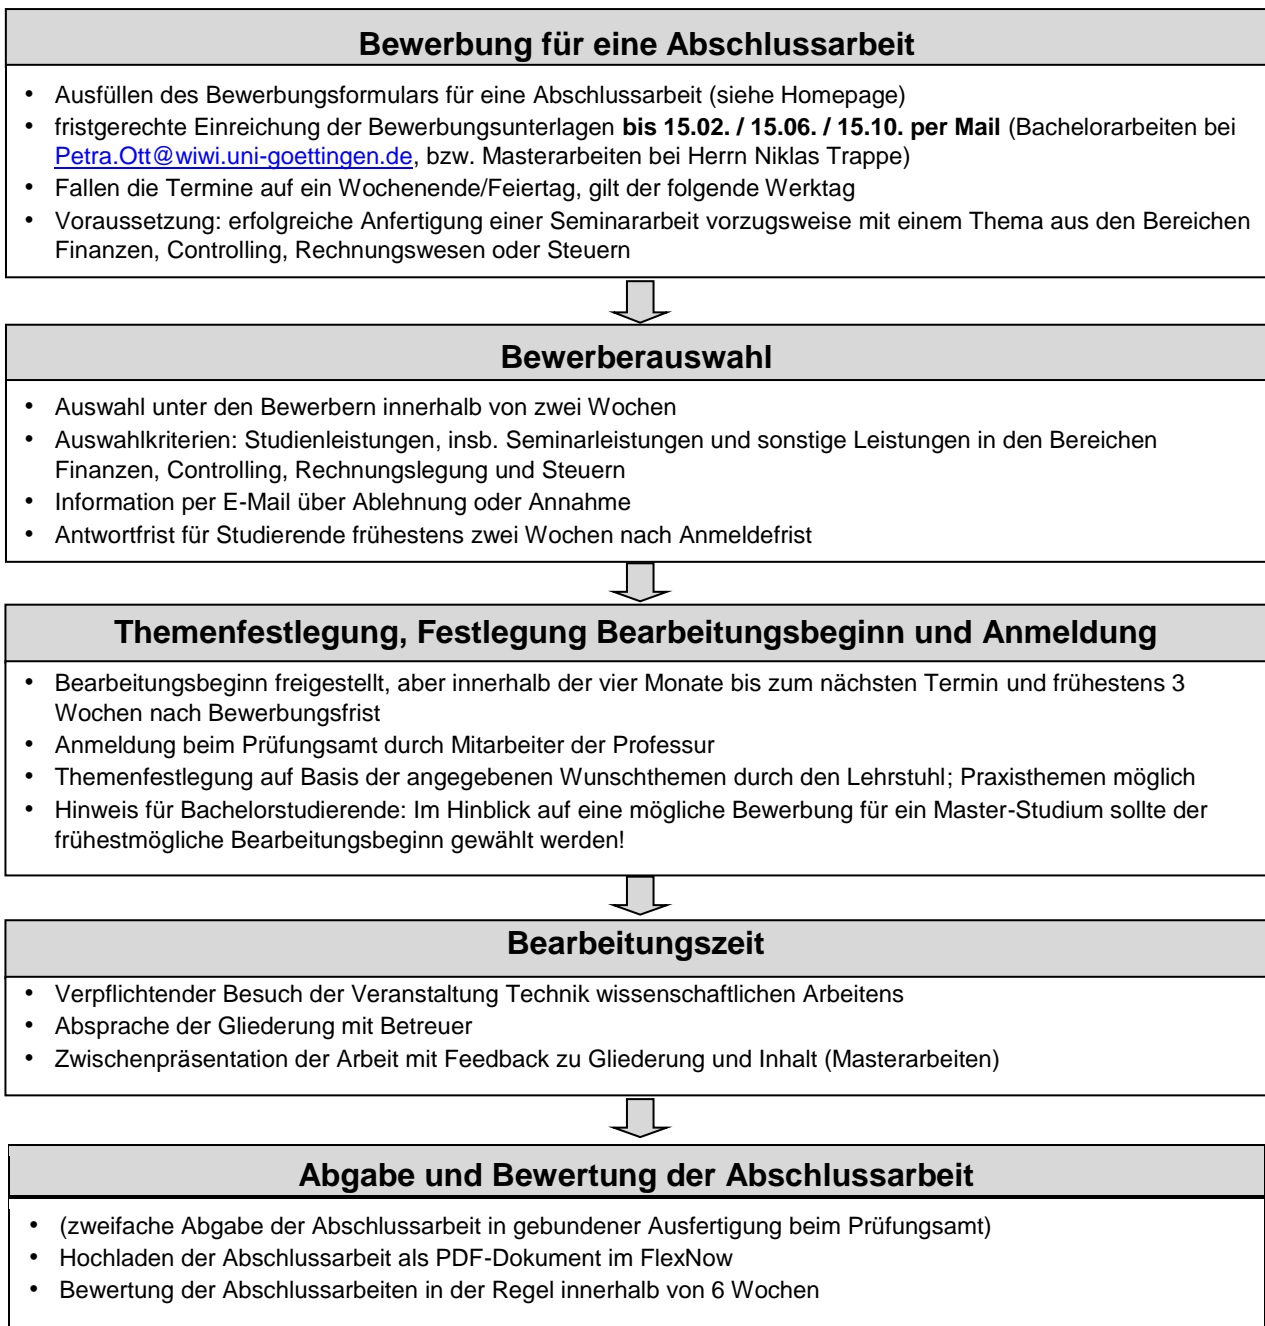 Bewerbung für eine Abschlussarbeit
• Ausfüllen des Bewerbungsformulars für eine Abschlussarbeit (siehe Homepage)
• fristgerechte Einreichung der Bewerbungsunterlagen bis 15.02. / 15.06. / 15.10. per Mail (Bachelorarbeiten bei
Petra.Ott@wiwi.uni-goettingen.de, bzw. Masterarbeiten bei Herrn Niklas Trappe)
• Fallen die Termine auf ein Wochenende/Feiertag, gilt der folgende Werktag
• Voraussetzung: erfolgreiche Anfertigung einer Seminararbeit vorzugsweise mit einem Thema aus den Bereichen
Finanzen, Controlling, Rechnungswesen oder Steuern
Bewerberauswahl
• Auswahl unter den Bewerbern innerhalb von zwei Wochen
• Auswahlkriterien: Studienleistungen, insb. Seminarleistungen und sonstige Leistungen in den Bereichen
Finanzen, Controlling, Rechnungslegung und Steuern
• Information per E-Mail über Ablehnung oder Annahme
• Antwortfrist für Studierende frühestens zwei Wochen nach Anmeldefrist
Themenfestlegung, Festlegung Bearbeitungsbeginn und Anmeldung
• Bearbeitungsbeginn freigestellt, aber innerhalb der vier Monate bis zum nächsten Termin und frühestens 3
Wochen nach Bewerbungsfrist
• Anmeldung beim Prüfungsamt durch Mitarbeiter der Professur
• Themenfestlegung auf Basis der angegebenen Wunschthemen durch den Lehrstuhl; Praxisthemen möglich
• Hinweis für Bachelorstudierende: Im Hinblick auf eine mögliche Bewerbung für ein Master-Studium sollte der
frühestmögliche Bearbeitungsbeginn gewählt werden!
Bearbeitungszeit
• Verpflichtender Besuch der Veranstaltung Technik wissenschaftlichen Arbeitens
• Absprache der Gliederung mit Betreuer
• Zwischenpräsentation der Arbeit mit Feedback zu Gliederung und Inhalt (Masterarbeiten)
Abgabe und Bewertung der Abschlussarbeit
• (zweifache Abgabe der Abschlussarbeit in gebundener Ausfertigung beim Prüfungsamt)
• Hochladen der Abschlussarbeit als PDF-Dokument im FlexNow
• Bewertung der Abschlussarbeiten in der Regel innerhalb von 6 Wochen